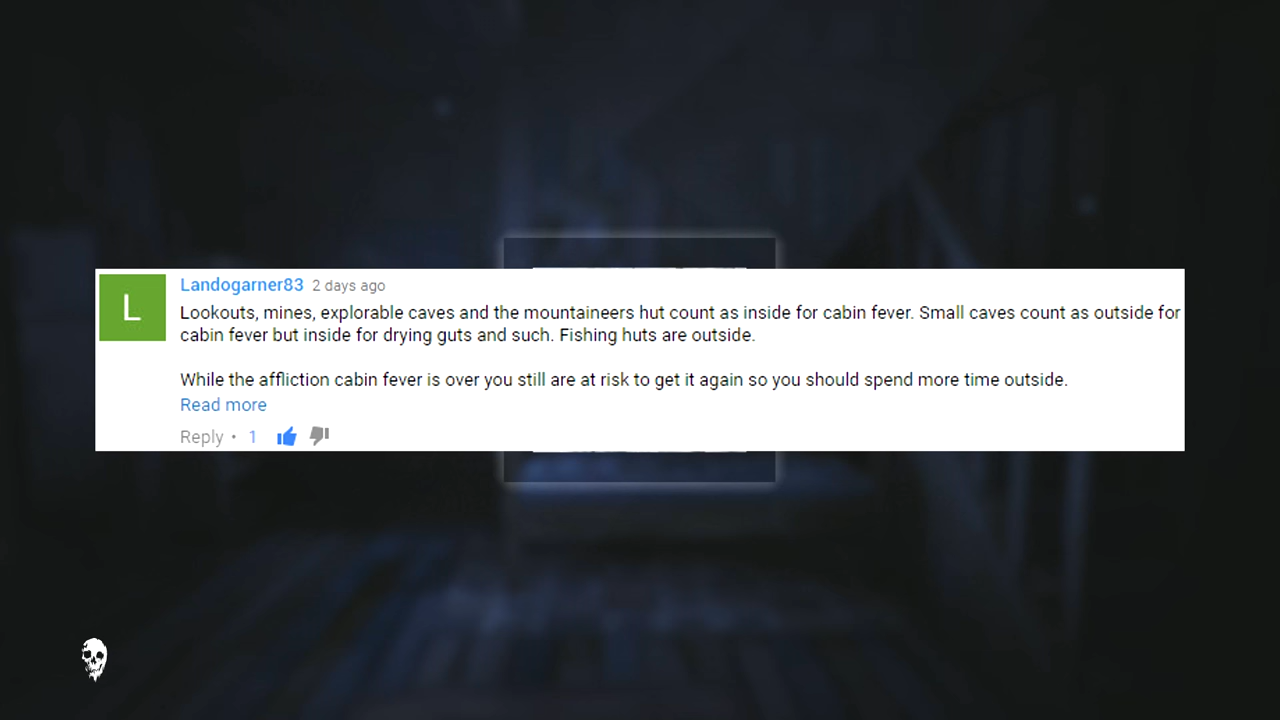 L
Landogarner83 2 days ago
Lookouts, mines, explorable caves and the mountaineers hut count as inside for cabin fever. Small caves count as outside for
cabin fever but inside for drying guts and such. Fishing huts are outside.
While the affliction cabin fever is over you still are at risk to get it again so you should spend more time outside.
Read more
Reply • 1